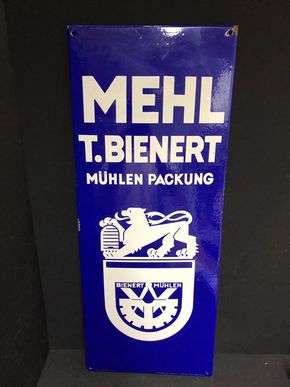 MEHL
T.BIENERT
MÜHLEN PACKUNG
BIENERT MÜHLEN